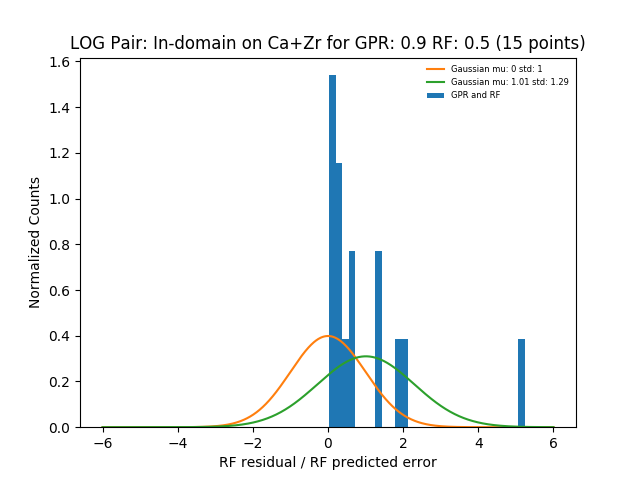 LOG Pair: In-domain on Ca+Zr for GPR: 0.9 RF: 0.5 (15 points)
Gaussian mu: 0 std: 1
Gaussian mu: 1.01 std: 1.29
GPR and RF
Normalized Counts
1.6
1.4
1.2
1.0
0.8
0.6
0.4
0.2
0.0
−6 −4 −2 0 2 4 6
RF residual / RF predicted error